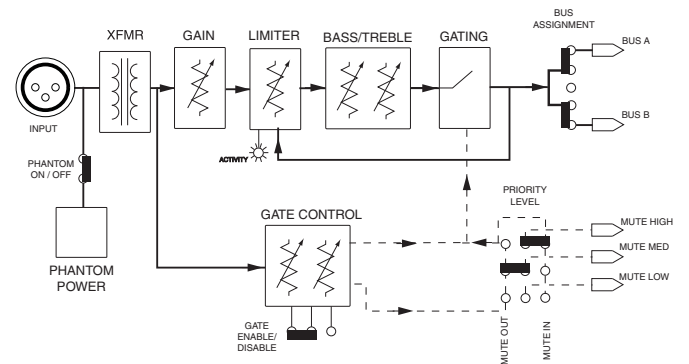 BUS
ASSIGNMENT
XFMR
GAIN
LIMITER
BASS/TREBLE
GATING
BUS A
BUS B
INPUT
ACTIVITY
PHANTOM
ON / OFF
PHANTOM
POWER
GATE CONTROL
GATE
ENABLE/
DISABLE
PRIORITY
LEVEL
MUTE HIGH
MUTE MED
MUTE LOW
MUTE OUT
MUTE IN